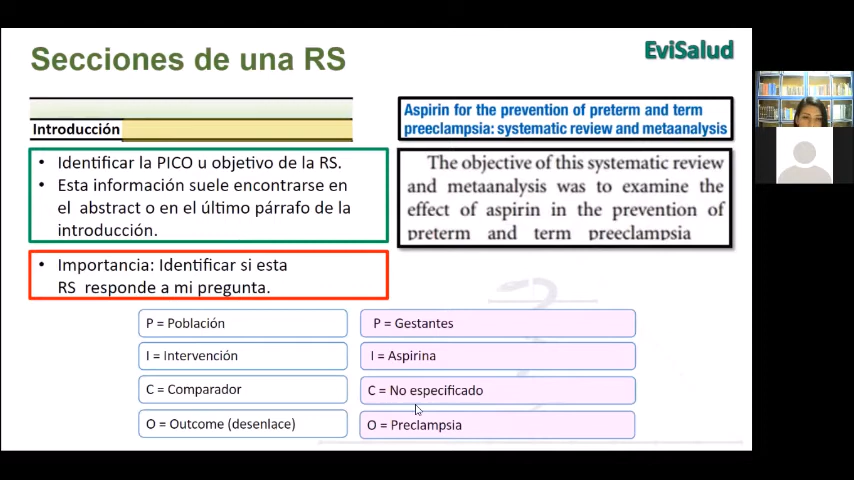 Secciones de una RS
EviSalud
Introducción
• Identificar la PICO u objetivo de la RS.
• Esta información suele encontrarse en
el abstract o en el último párrafo de la
introducción.
• Importancia: Identificar si esta
RS responde a mi pregunta.
Aspirin for the prevention of preterm and term
preeclampsia: systematic review and metaanalysis
The objective of this systematic review
and metaanalysis was to examine the
effect of aspirin in the prevention of
preterm and term preeclampsia
P = Población
P = Gestantes
I = Intervención
I = Aspirina
C = Comparador
C = No especificado
O = Outcome (desenlace)
O = Preclampsia